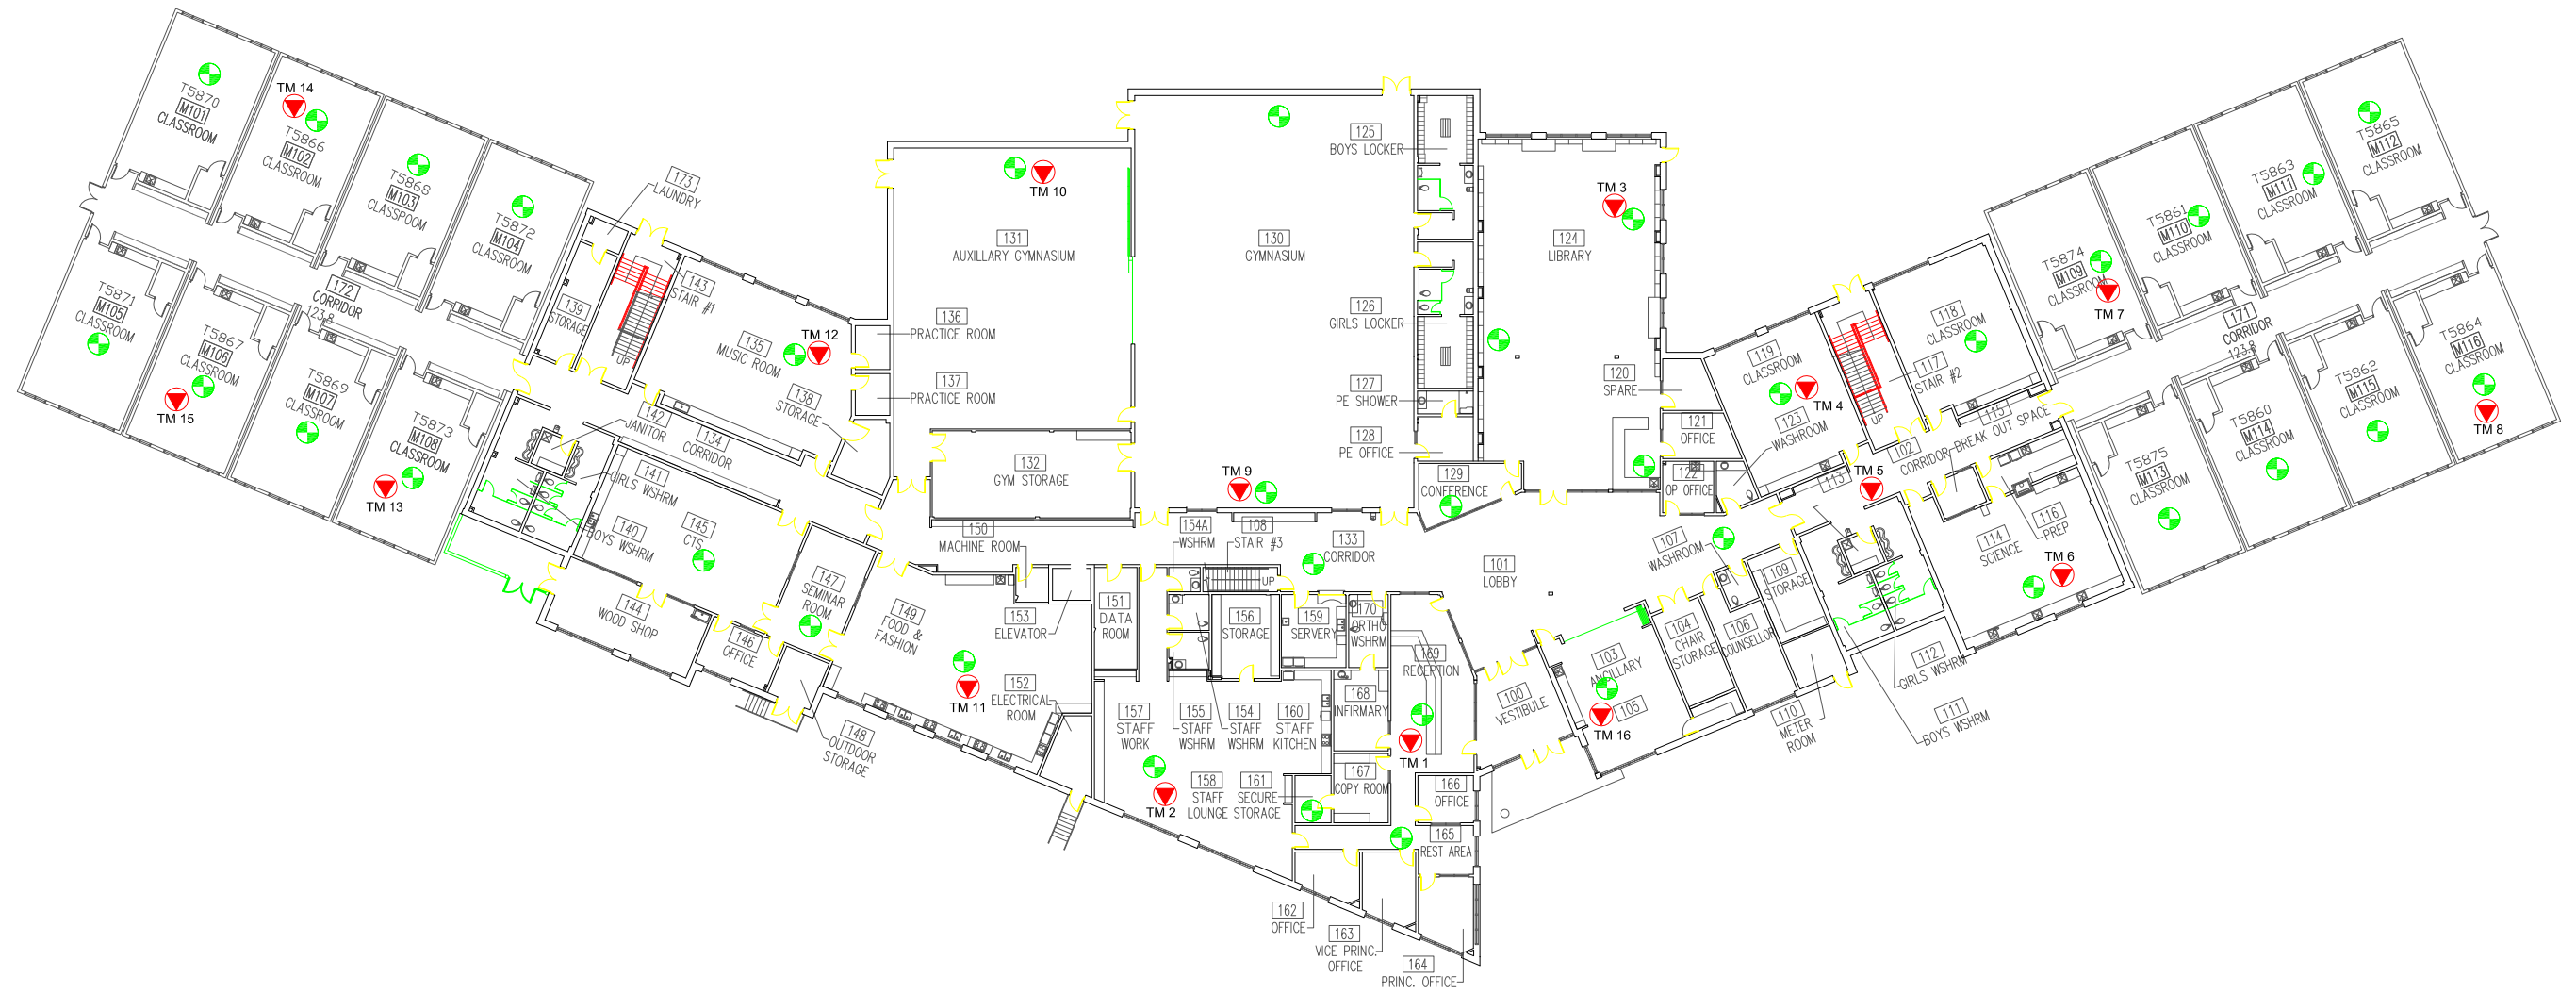 T5870
M101
CLASSROOM
TM 14
T5866
M102
CLASSROOM
T5868
M103
CLASSROOM
T5872
M104
CLASSROOM
T5871
M105
CLASSROOM
T5867
M106
CLASSROOM
TM 15
T5869
M107
CLASSROOM
T5873
M108
CLASSROOM
TM 13
172
CORRIDOR
123.8
173
LAUNDRY
139
STORAGE
143
STAIR #1
UP
135
MUSIC ROOM
TM 12
138
STORAGE
136
PRACTICE ROOM
137
PRACTICE ROOM
142
JANITOR
134
CORRIDOR
141
GIRLS WSHRM
140
BOYS WSHRM
145
CTS
144
WOOD SHOP
146
OFFICE
147
SEMINAR
ROOM
148
OUTDOOR
STORAGE
149
FOOD &
FASHION
TM 11
131
AUXILLARY GYMNASIUM
TM 10
132
GYM STORAGE
150
MACHINE ROOM
153
ELEVATOR
152
ELECTRICAL
ROOM
151
DATA
ROOM
130
GYMNASIUM
TM 9
154A
WSHRM
108
STAIR #3
UP
133
CORRIDOR
125
BOYS LOCKER
126
GIRLS LOCKER
127
PE SHOWER
128
PE OFFICE
129
CONFERENCE
124
LIBRARY
TM 3
120
SPARE
121
OFFICE
122
OP OFFICE
123
WASHROOM
119
CLASSROOM
TM 4
117
STAIR #2
UP
118
CLASSROOM
115
102
CORRIDOR-BREAK OUT SPACE
TM 5
113
116
PREP
114
SCIENCE
TM 6
107
WASHROOM
109
STORAGE
106
COUNSELLOR
104
CHAIR
STORAGE
103
ANCILLARY
105
TM 16
110
METER
ROOM
111
BOYS WSHRM
112
GIRLS WSHRM
101
LOBBY
100
VESTIBULE
156
STORAGE
159
SERVERY
170
ORTHO
WSHRM
169
RECEPTION
168
INFIRMARY
167
COPY ROOM
TM 1
166
OFFICE
165
REST AREA
157
STAFF
WORK
155
STAFF
WSHRM
154
STAFF
WSHRM
160
STAFF
KITCHEN
158
STAFF
LOUNGE
161
SECURE
STORAGE
TM 2
162
OFFICE
163
VICE PRINC.
OFFICE
164
PRINC. OFFICE
T5874
M109
CLASSROOM
TM 7
T5861
M110
CLASSROOM
T5863
M111
CLASSROOM
T5865
M112
CLASSROOM
171
CORRIDOR
123.8
T5875
M113
CLASSROOM
T5860
M114
CLASSROOM
T5862
M115
CLASSROOM
T5864
M116
CLASSROOM
TM 8